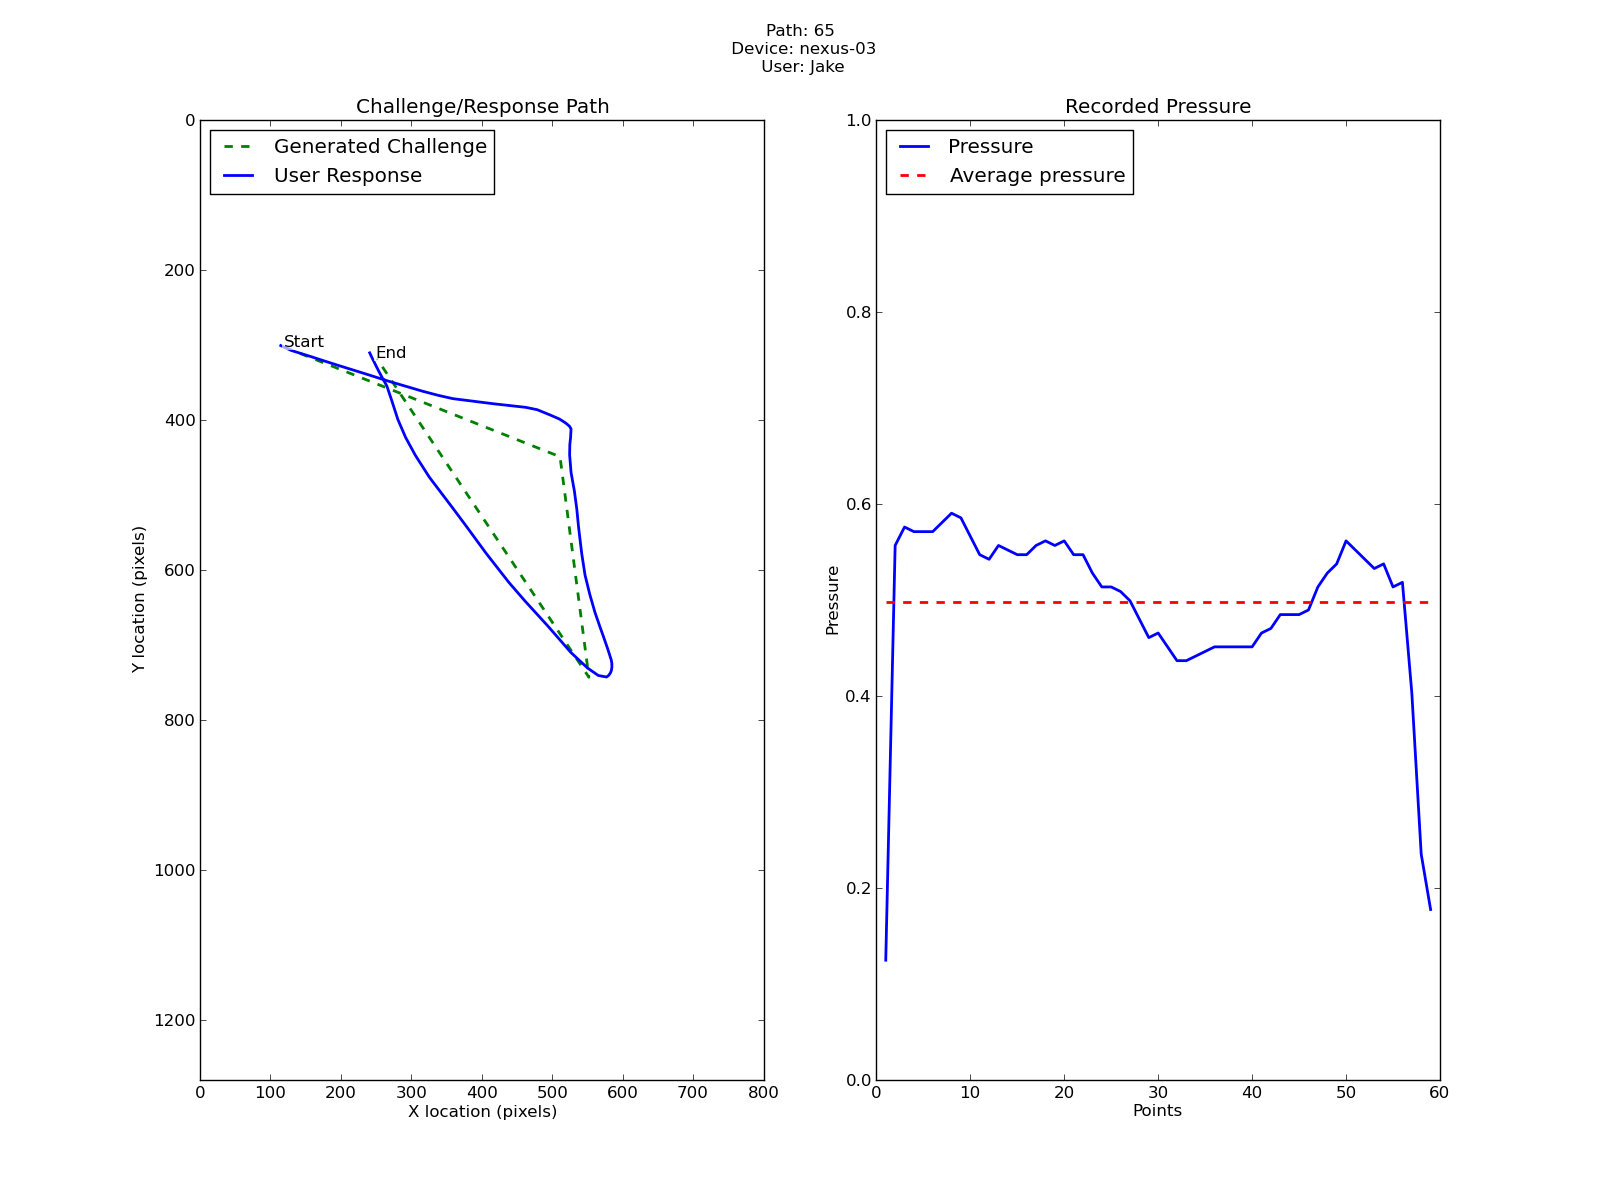 Path: 65
Device: nexus-03
User: Jake
Challenge/Response Path
Generated Challenge
User Response
Start
End
0
200
400
600
800
1000
1200
Y location (pixels)
0 100 200 300 400 500 600 700 800
X location (pixels)
Recorded Pressure
Pressure
Average pressure
1.0
0.8
0.6
0.4
0.2
0.0
Pressure
0 10 20 30 40 50 60
Points